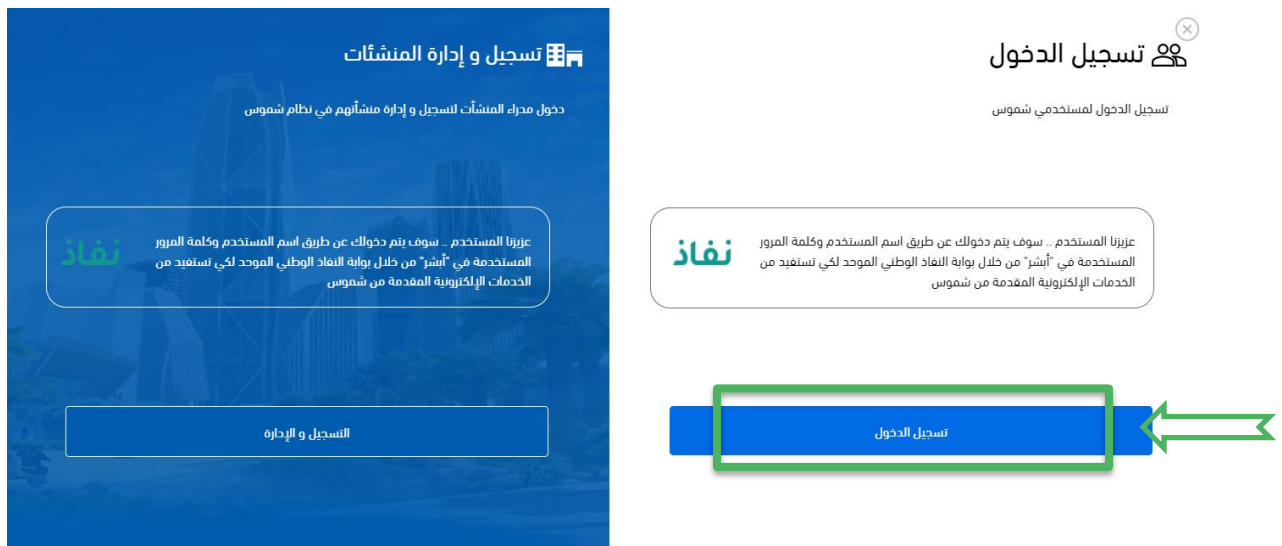 تسجيل الدخول
تسجيل الدخول لمستخدمي شموس
عزيزنا المستخدم .. سوف يتم دخولك عن طريق اسم المستخدم وكلمة المرور
المستخدمة في "أبشر" من خلال بوابة النفاذ الوطني الموحد لكي تستفيد من
الخدمات الإلكترونية المقدمة من شموس
نفاذ
تسجيل الدخول
تسجيل و إدارة المنشئات
دخول مدراء المنشأت لتسجيل و إدارة منشأتهم في نظام شموس
عزيزنا المستخدم .. سوف يتم دخولك عن طريق اسم المستخدم وكلمة المرور
المستخدمة في "أبشر" من خلال بوابة النفاذ الوطني الموحد لكي تستفيد من
الخدمات الإلكترونية المقدمة من شموس
نفاذ
التسجيل و الإدارة